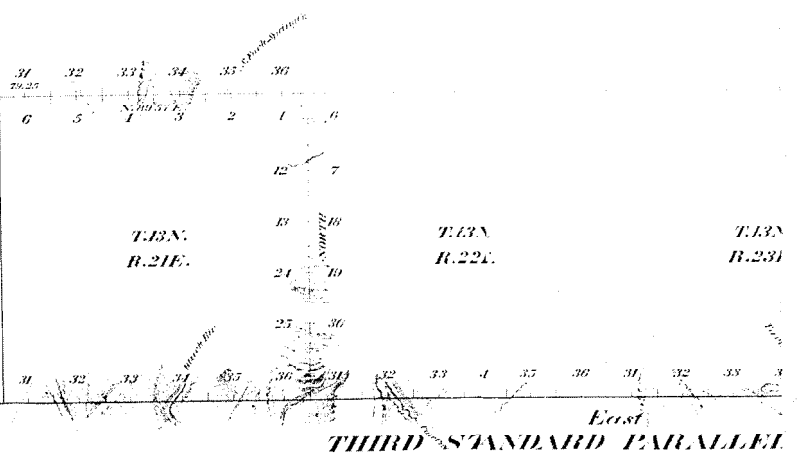 31 32 33 34 35 36
79.25
6 5 4 3 2 1 6
12 7
13 18
NORTH
T.13N.
R.21E.
T.13N
R.22E.
T.13N
R.23E
24 19
25 30
31 32 33 34 35 36 31 32 33 4 35 36 31 32 33
East
THIRD STANDARD PARALLEL